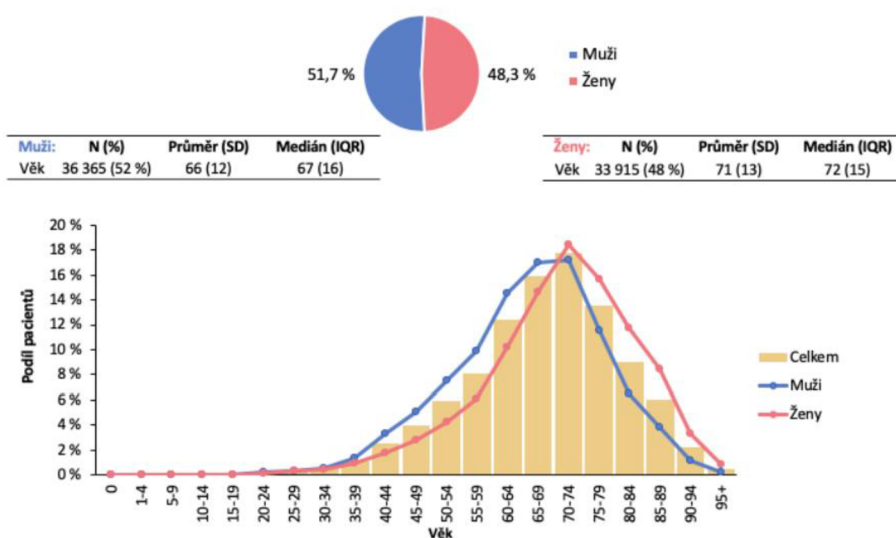 51,7 %
48,3 %
Muži
Ženy
Muži: N (%) Průměr (SD) Medián (IQR)
Věk 36 365 (52 %) 66 (12) 67 (16)
Ženy: N (%) Průměr (SD) Medián (IQR)
Věk 33 915 (48 %) 71 (13) 72 (15)
Podíl pacientů
20 %
18 %
16 %
14 %
12 %
10 %
8 %
6 %
4 %
2 %
0 %
Celkem
Muži
Ženy
0 1-4 5-9 10-14 15-19 20-24 25-29 30-34 35-39 40-44 45-49 50-54 55-59 60-64 65-69 70-74 75-79 80-84 85-89 90-94 95+
Věk